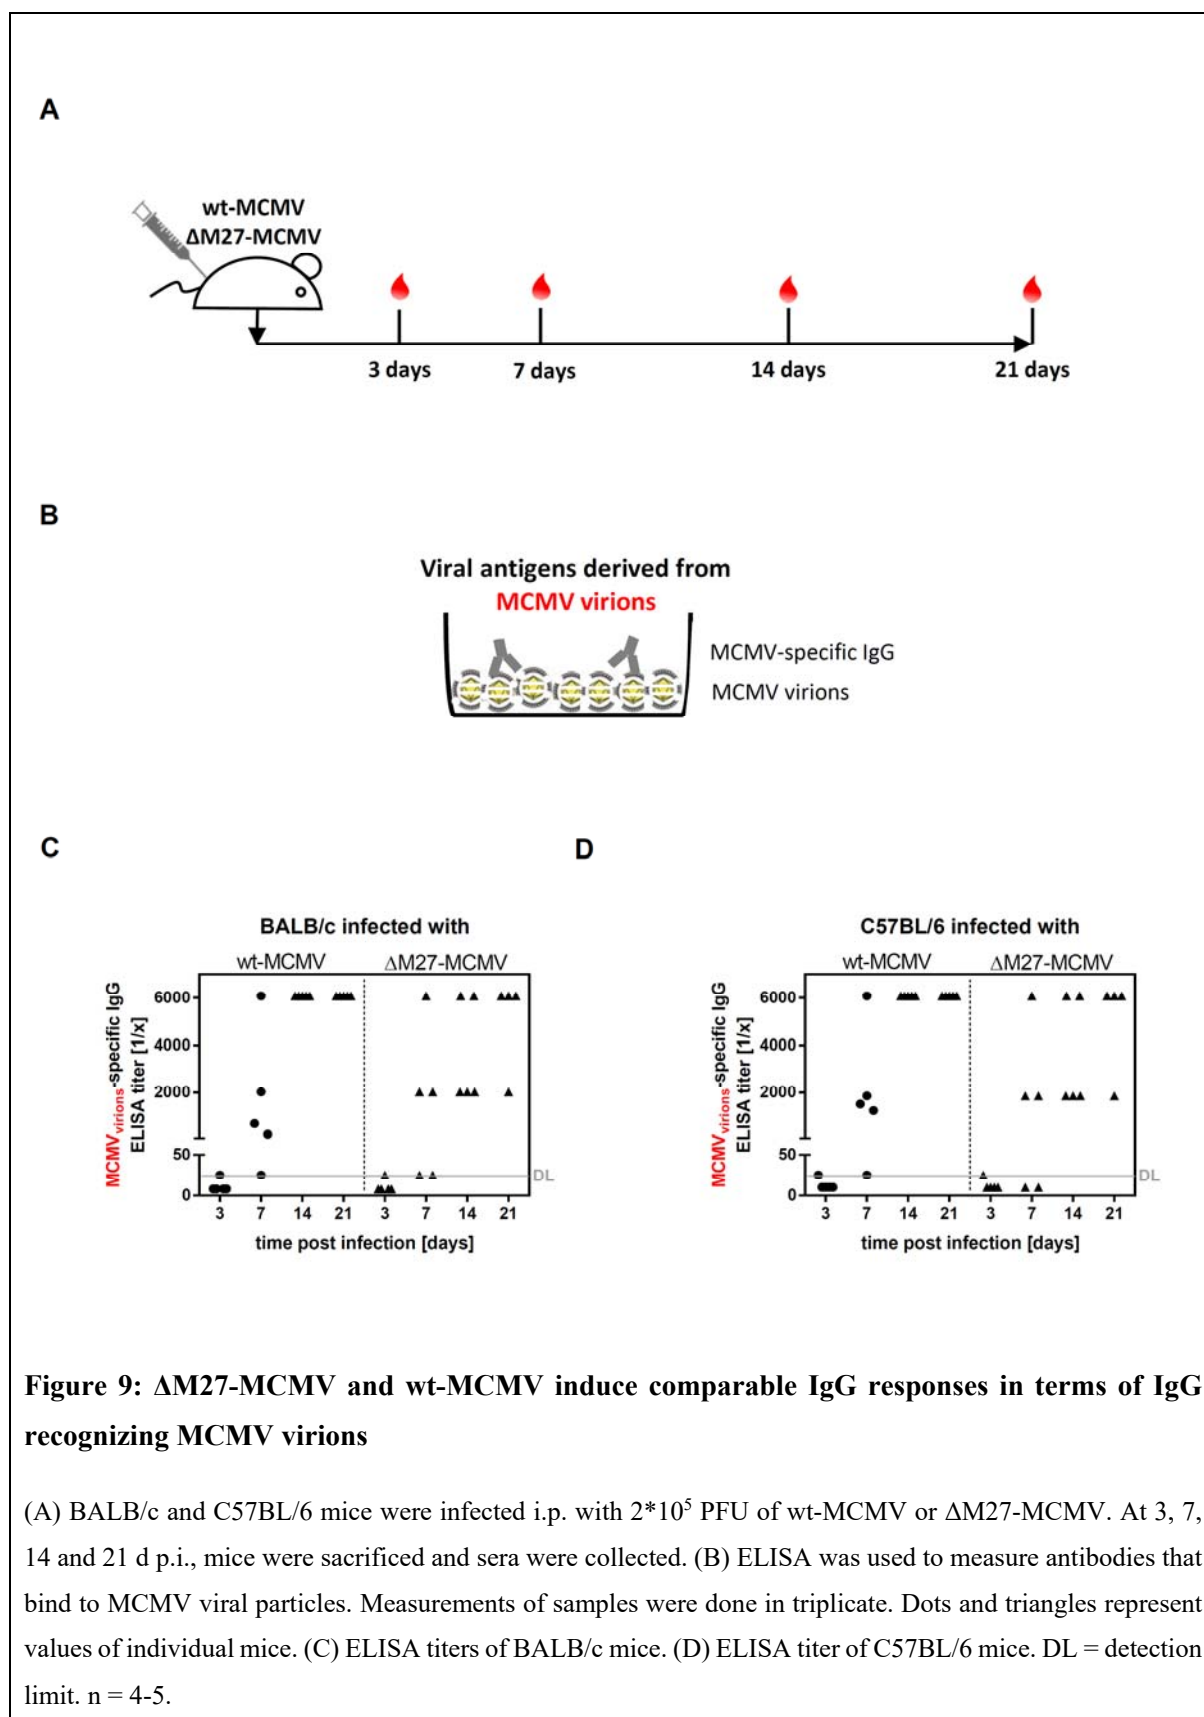 A
wt-MCMV
ΔM27-MCMV
3 days
7 days
14 days
21 days
B
Viral antigens derived from
MCMV virions
MCMV-specific IgG
MCMV virions
C
BALB/c infected with
wt-MCMV
ΔM27-MCMV
MCMVvirions-specific IgG
ELISA titer [1/x]
6000
4000
2000
50
0
DL
3 7 14 21 3 7 14 21
time post infection [days]
D
C57BL/6 infected with
wt-MCMV
ΔM27-MCMV
MCMVvirions-specific IgG
ELISA titer [1/x]
6000
4000
2000
50
0
DL
3 7 14 21 3 7 14 21
time post infection [days]
Figure 9: ΔM27-MCMV and wt-MCMV induce comparable IgG responses in terms of IgG
recognizing MCMV virions
(A) BALB/c and C57BL/6 mice were infected i.p. with 2*10⁵ PFU of wt-MCMV or ΔM27-MCMV. At 3, 7,
14 and 21 d p.i., mice were sacrificed and sera were collected. (B) ELISA was used to measure antibodies that
bind to MCMV viral particles. Measurements of samples were done in triplicate. Dots and triangles represent
values of individual mice. (C) ELISA titers of BALB/c mice. (D) ELISA titer of C57BL/6 mice. DL = detection
limit. n = 4-5.